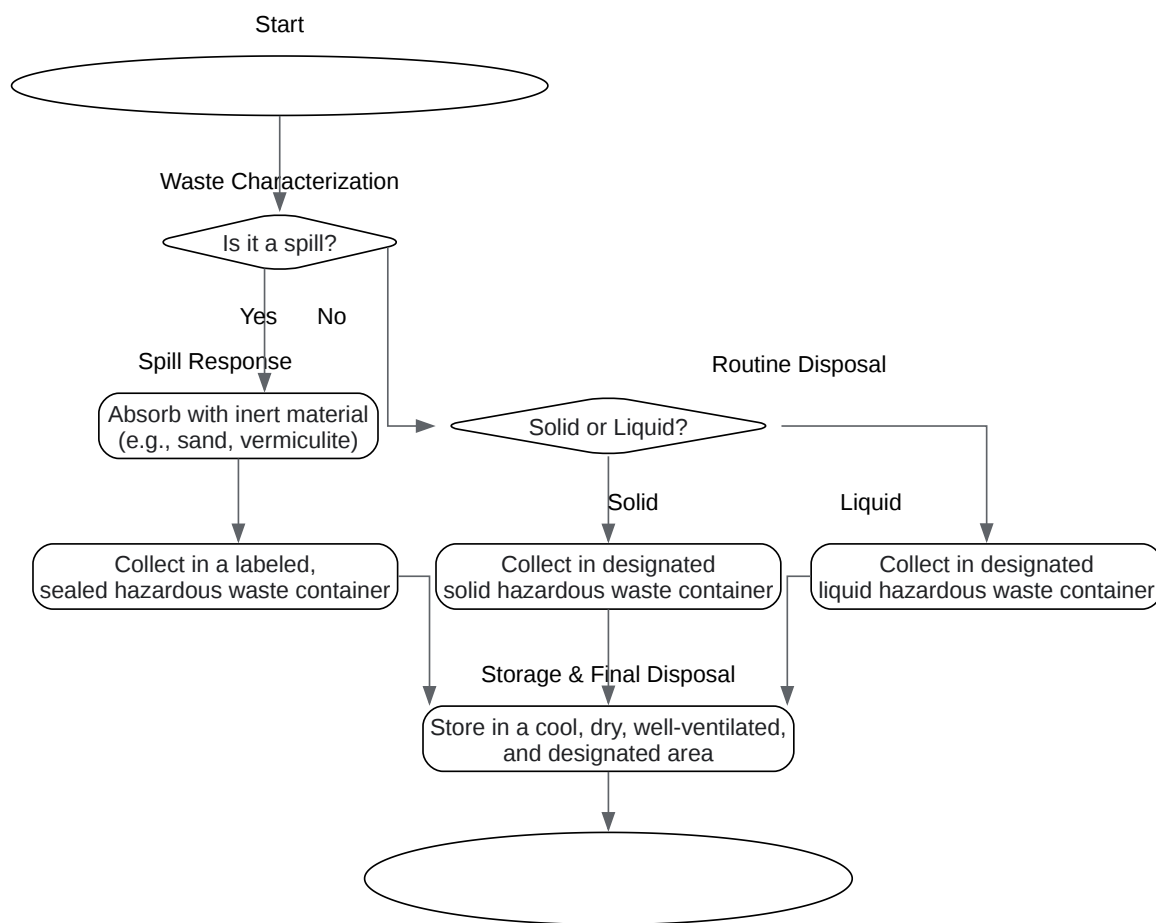 Start
Waste Characterization
Is it a spill?
Yes
No
Spill Response
Routine Disposal
Absorb with inert material
(e.g., sand, vermiculite)
Solid or Liquid?
Solid
Liquid
Collect in a labeled,
sealed hazardous waste container
Collect in designated
solid hazardous waste container
Collect in designated
liquid hazardous waste container
Storage & Final Disposal
Store in a cool, dry, well-ventilated,
and designated area